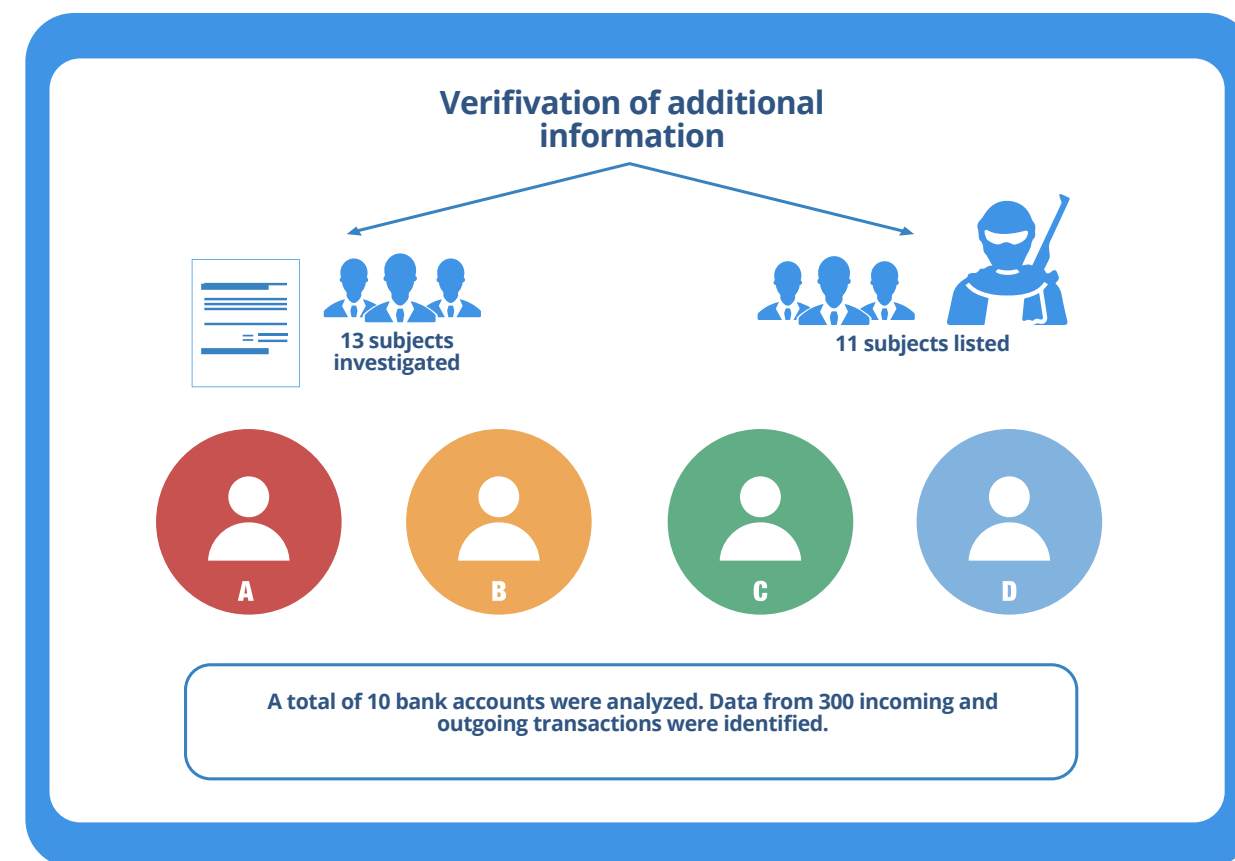 Verifivation of additional
information
13 subjects
investigated
11 subjects listed
A
B
C
D
A total of 10 bank accounts were analyzed. Data from 300 incoming and
outgoing transactions were identified.